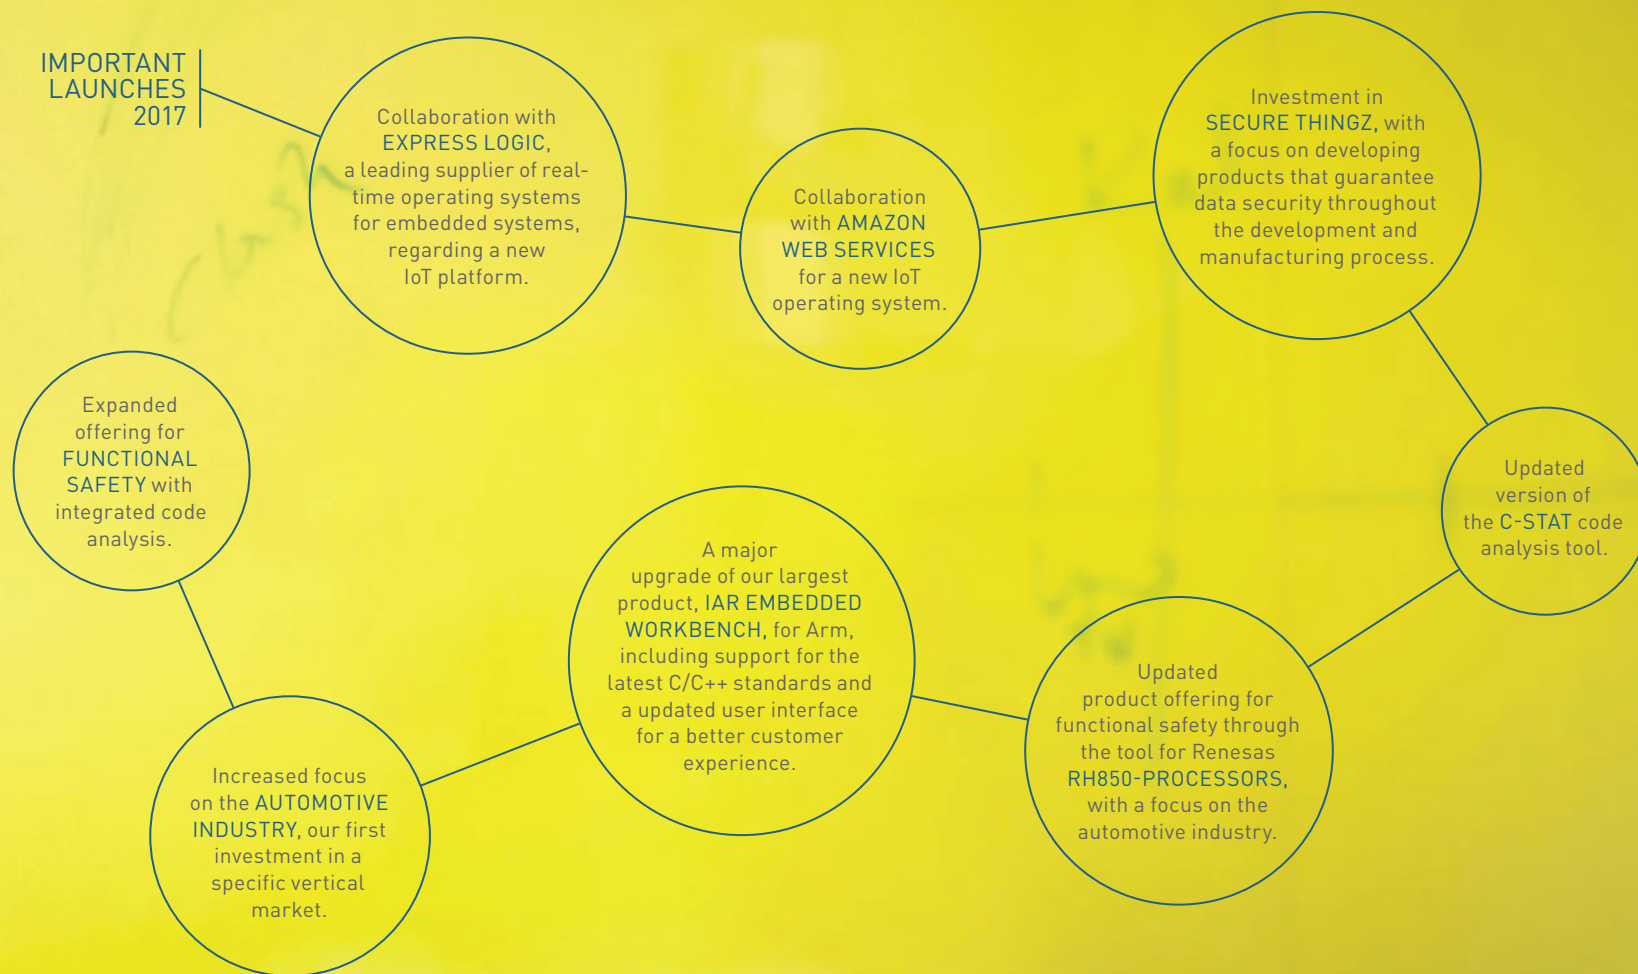 IMPORTANT
LAUNCHES
2017
Collaboration with
EXPRESS LOGIC,
a leading supplier of real-
time operating systems
for embedded systems,
regarding a new
IoT platform.
Collaboration
with AMAZON
WEB SERVICES
for a new IoT
operating system.
Investment in
SECURE THINGZ, with
a focus on developing
products that guarantee
data security throughout
the development and
manufacturing process.
Updated
version of
the C-STAT code
analysis tool.
Updated
product offering for
functional safety through
the tool for Renesas
RH850-PROCESSORS,
with a focus on the
automotive industry.
A major
upgrade of our largest
product, IAR EMBEDDED
WORKBENCH, for Arm,
including support for the
latest C/C++ standards and
a updated user interface
for a better customer
experience.
Increased focus
on the AUTOMOTIVE
INDUSTRY, our first
investment in a
specific vertical
market.
Expanded
offering for
FUNCTIONAL
SAFETY with
integrated code
analysis.